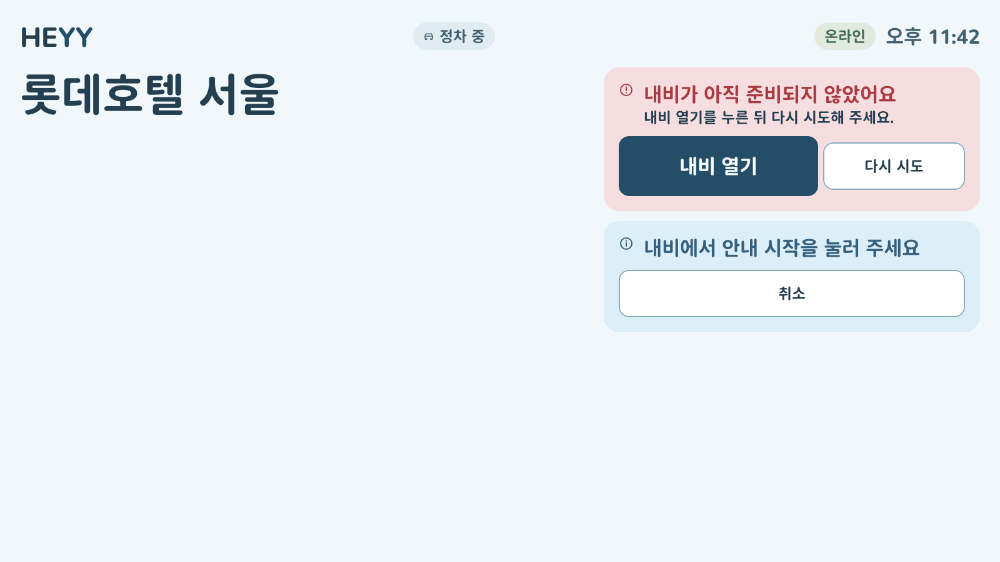 HEYY
정차 중
온라인
오후 11:42
롯데호텔 서울
내비가 아직 준비되지 않았어요
내비 열기를 누른 뒤 다시 시도해 주세요.
내비 열기
다시 시도
내비에서 안내 시작을 눌러 주세요
취소